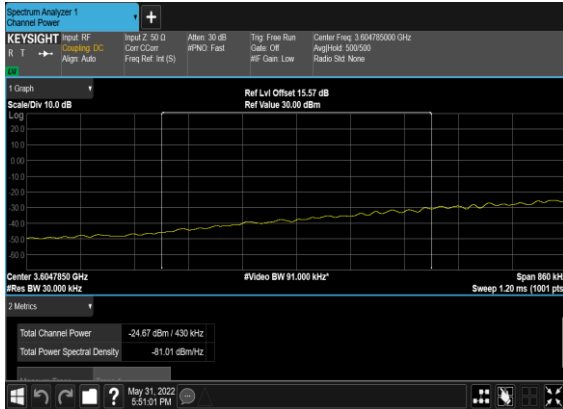 Spectrum Analyzer 1
Channel Power
+
KEYSIGHT
R T
Input: RF
Coupling: DC
Align: Auto
Input Z: 50 Ω
Corr CCorr
Freq Ref: Int (S)
Atten: 30 dB
#PNO: Fast
Trig: Free Run
Gate: Off
#IF Gain: Low
Center Freq: 3.604785000 GHz
Avg|Hold: 500/500
Radio Std: None
1 Graph
Scale/Div 10.0 dB
Ref Lvl Offset 15.57 dB
Ref Value 30.00 dBm
Log
20.0
10.0
0.00
-10.0
-20.0
-30.0
-40.0
-50.0
-60.0
Center 3.6047850 GHz
#Video BW 91.000 kHz*
Span 860 kHz
#Res BW 30.000 kHz
Sweep 1.20 ms (1001 pts
2 Metrics
Total Channel Power -24.67 dBm / 430 kHz
Total Power Spectral Density -81.01 dBm/Hz
?
May 31, 2022
5:51:01 PM